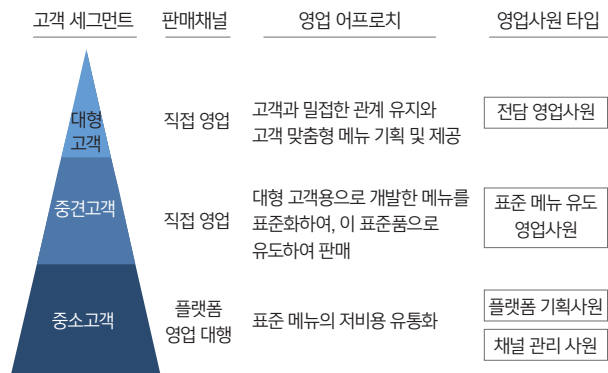 고객 세그먼트
판매채널
영업 어프로치
영업사원 타입
대형
고객
직접 영업
고객과 밀접한 관계 유지와
고객 맞춤형 메뉴 기획 및 제공
전담 영업사원
중견고객
직접 영업
대형 고객용으로 개발한 메뉴를
표준화하여, 이 표준품으로
유도하여 판매
표준 메뉴 유도
영업사원
중소고객
플랫폼
영업 대행
표준 메뉴의 저비용 유통화
플랫폼 기획사원
채널 관리 사원